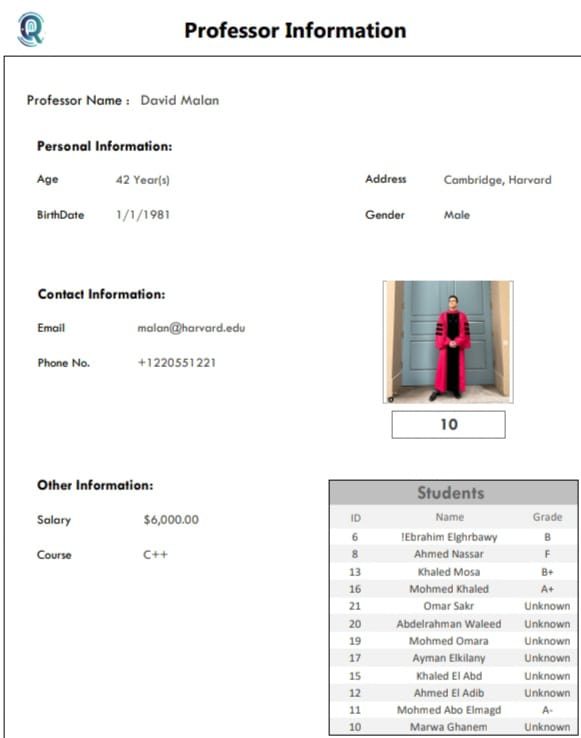 Professor Information
Professor Name : David Malan
Personal Information:
Age 42 Year(s) Address Cambridge, Harvard
BirthDate 1/1/1981 Gender Male
Contact Information:
Email malan@harvard.edu
Phone No. +1220551221
10
Other Information:
Salary $6,000.00
Course C++
Students
ID Name Grade
6 !Ebrahim Elghrbawy B
8 Ahmed Nassar F
13 Khaled Mosa B+
16 Mohmed Khaled A+
21 Omar Sakr Unknown
20 Abdelrahman Waleed Unknown
19 Mohmed Omara Unknown
17 Ayman Elkilany Unknown
15 Khaled El Abd Unknown
12 Ahmed El Adib Unknown
11 Mohmed Abo Elmagd A-
10 Marwa Ghanem Unknown